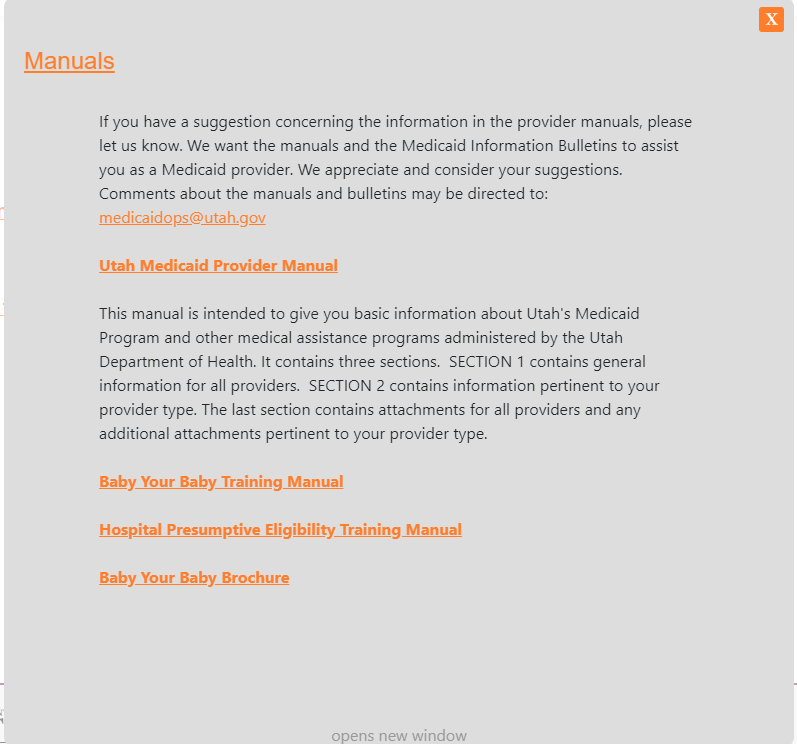 X
Manuals
If you have a suggestion concerning the information in the provider manuals, please
let us know. We want the manuals and the Medicaid Information Bulletins to assist
you as a Medicaid provider. We appreciate and consider your suggestions.
Comments about the manuals and bulletins may be directed to:
medicaidops@utah.gov
Utah Medicaid Provider Manual
This manual is intended to give you basic information about Utah's Medicaid
Program and other medical assistance programs administered by the Utah
Department of Health. It contains three sections.  SECTION 1 contains general
information for all providers.  SECTION 2 contains information pertinent to your
provider type. The last section contains attachments for all providers and any
additional attachments pertinent to your provider type.
Baby Your Baby Training Manual
Hospital Presumptive Eligibility Training Manual
Baby Your Baby Brochure
opens new window